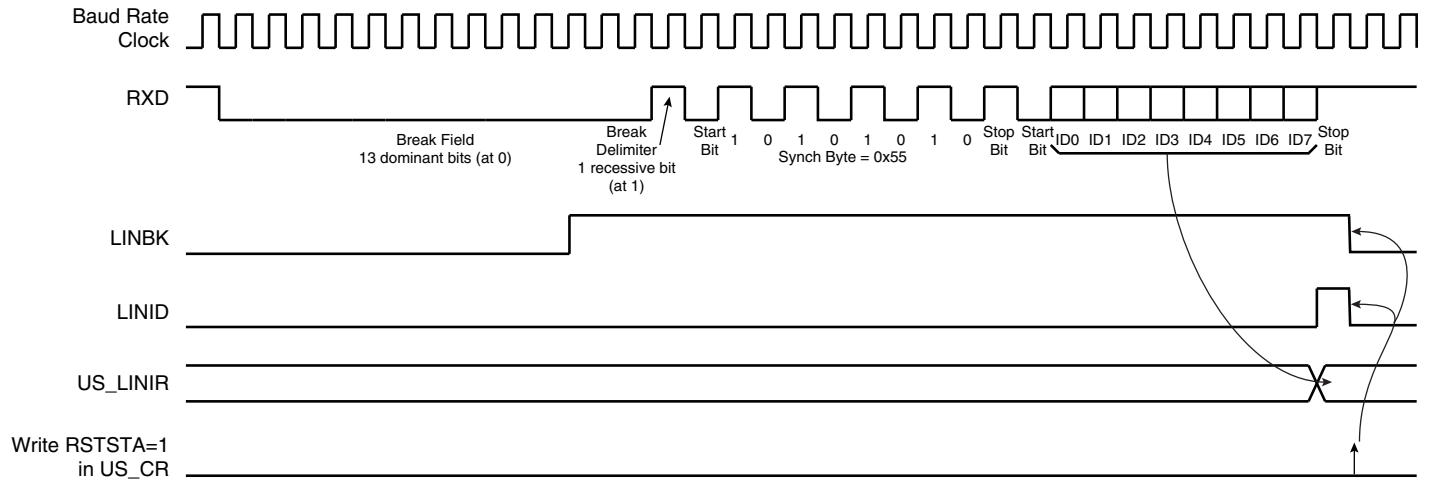 Baud Rate
Clock
RXD
Break Field
13 dominant bits (at 0)
Break
Delimiter
1 recessive bit
(at 1)
Start
Bit
1 0 1 0 1 0 1 0
Synch Byte = 0x55
Stop
Bit
Start
Bit
ID0 ID1 ID2 ID3 ID4 ID5 ID6 ID7
Stop
Bit
LINBK
LINID
US_LINIR
Write RSTSTA=1
in US_CR